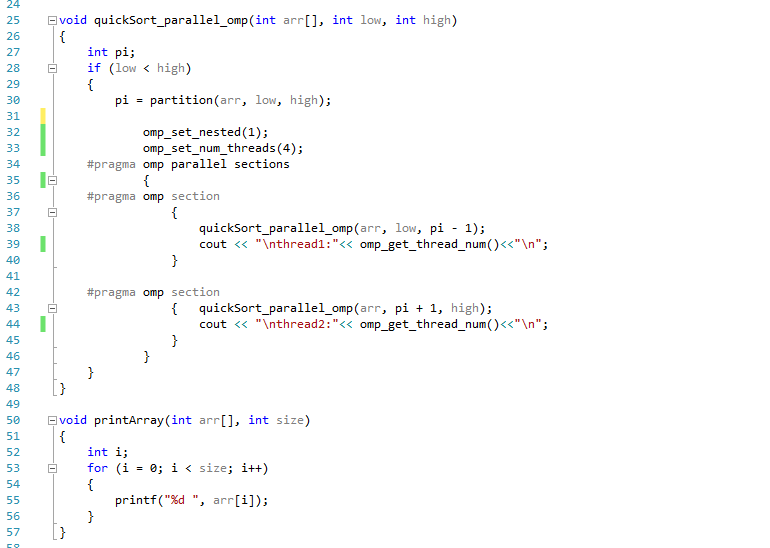 24
25 void quickSort_parallel_omp(int arr[], int low, int high)
26 {
27 int pi;
28 if (low < high)
29 {
30 pi = partition(arr, low, high);
31
32 omp_set_nested(1);
33 omp_set_num_threads(4);
34 #pragma omp parallel sections
35 {
36 #pragma omp section
37 {
38 quickSort_parallel_omp(arr, low, pi - 1);
39 cout << "\nthread1:"<< omp_get_thread_num()<<"\n";
40 }
41
42 #pragma omp section
43 { quickSort_parallel_omp(arr, pi + 1, high);
44 cout << "\nthread2:"<< omp_get_thread_num()<<"\n";
45 }
46 }
47 }
48 }
49
50 void printArray(int arr[], int size)
51 {
52 int i;
53 for (i = 0; i < size; i++)
54 {
55 printf("%d ", arr[i]);
56 }
57 }
58